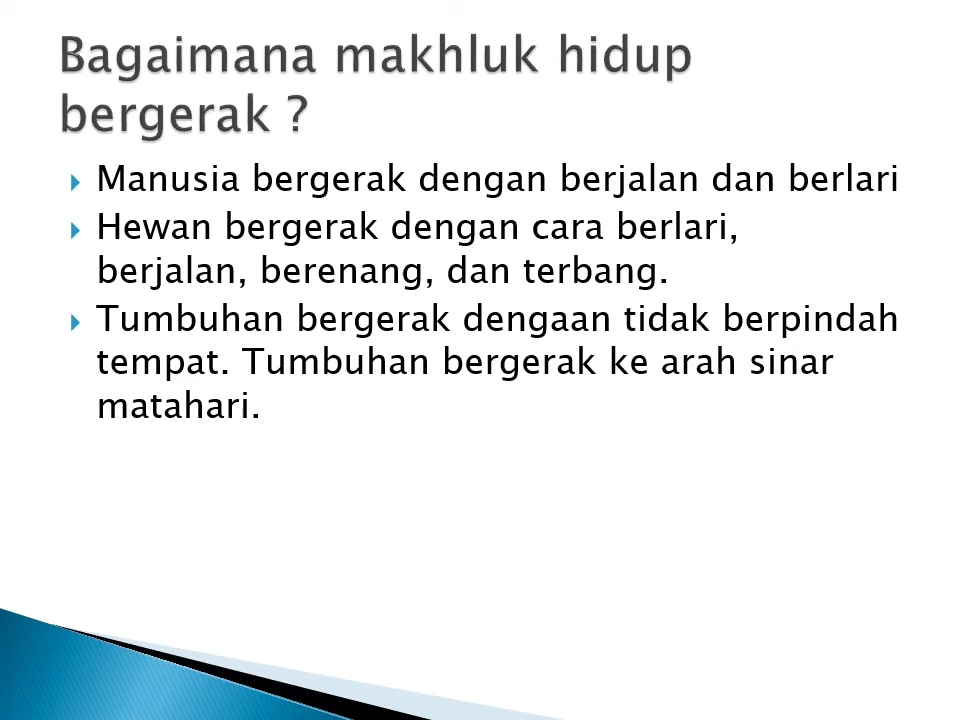 Bagaimana makhluk hidup
bergerak ?
Manusia bergerak dengan berjalan dan berlari
Hewan bergerak dengan cara berlari,
berjalan, berenang, dan terbang.
Tumbuhan bergerak dengaan tidak berpindah
tempat. Tumbuhan bergerak ke arah sinar
matahari.